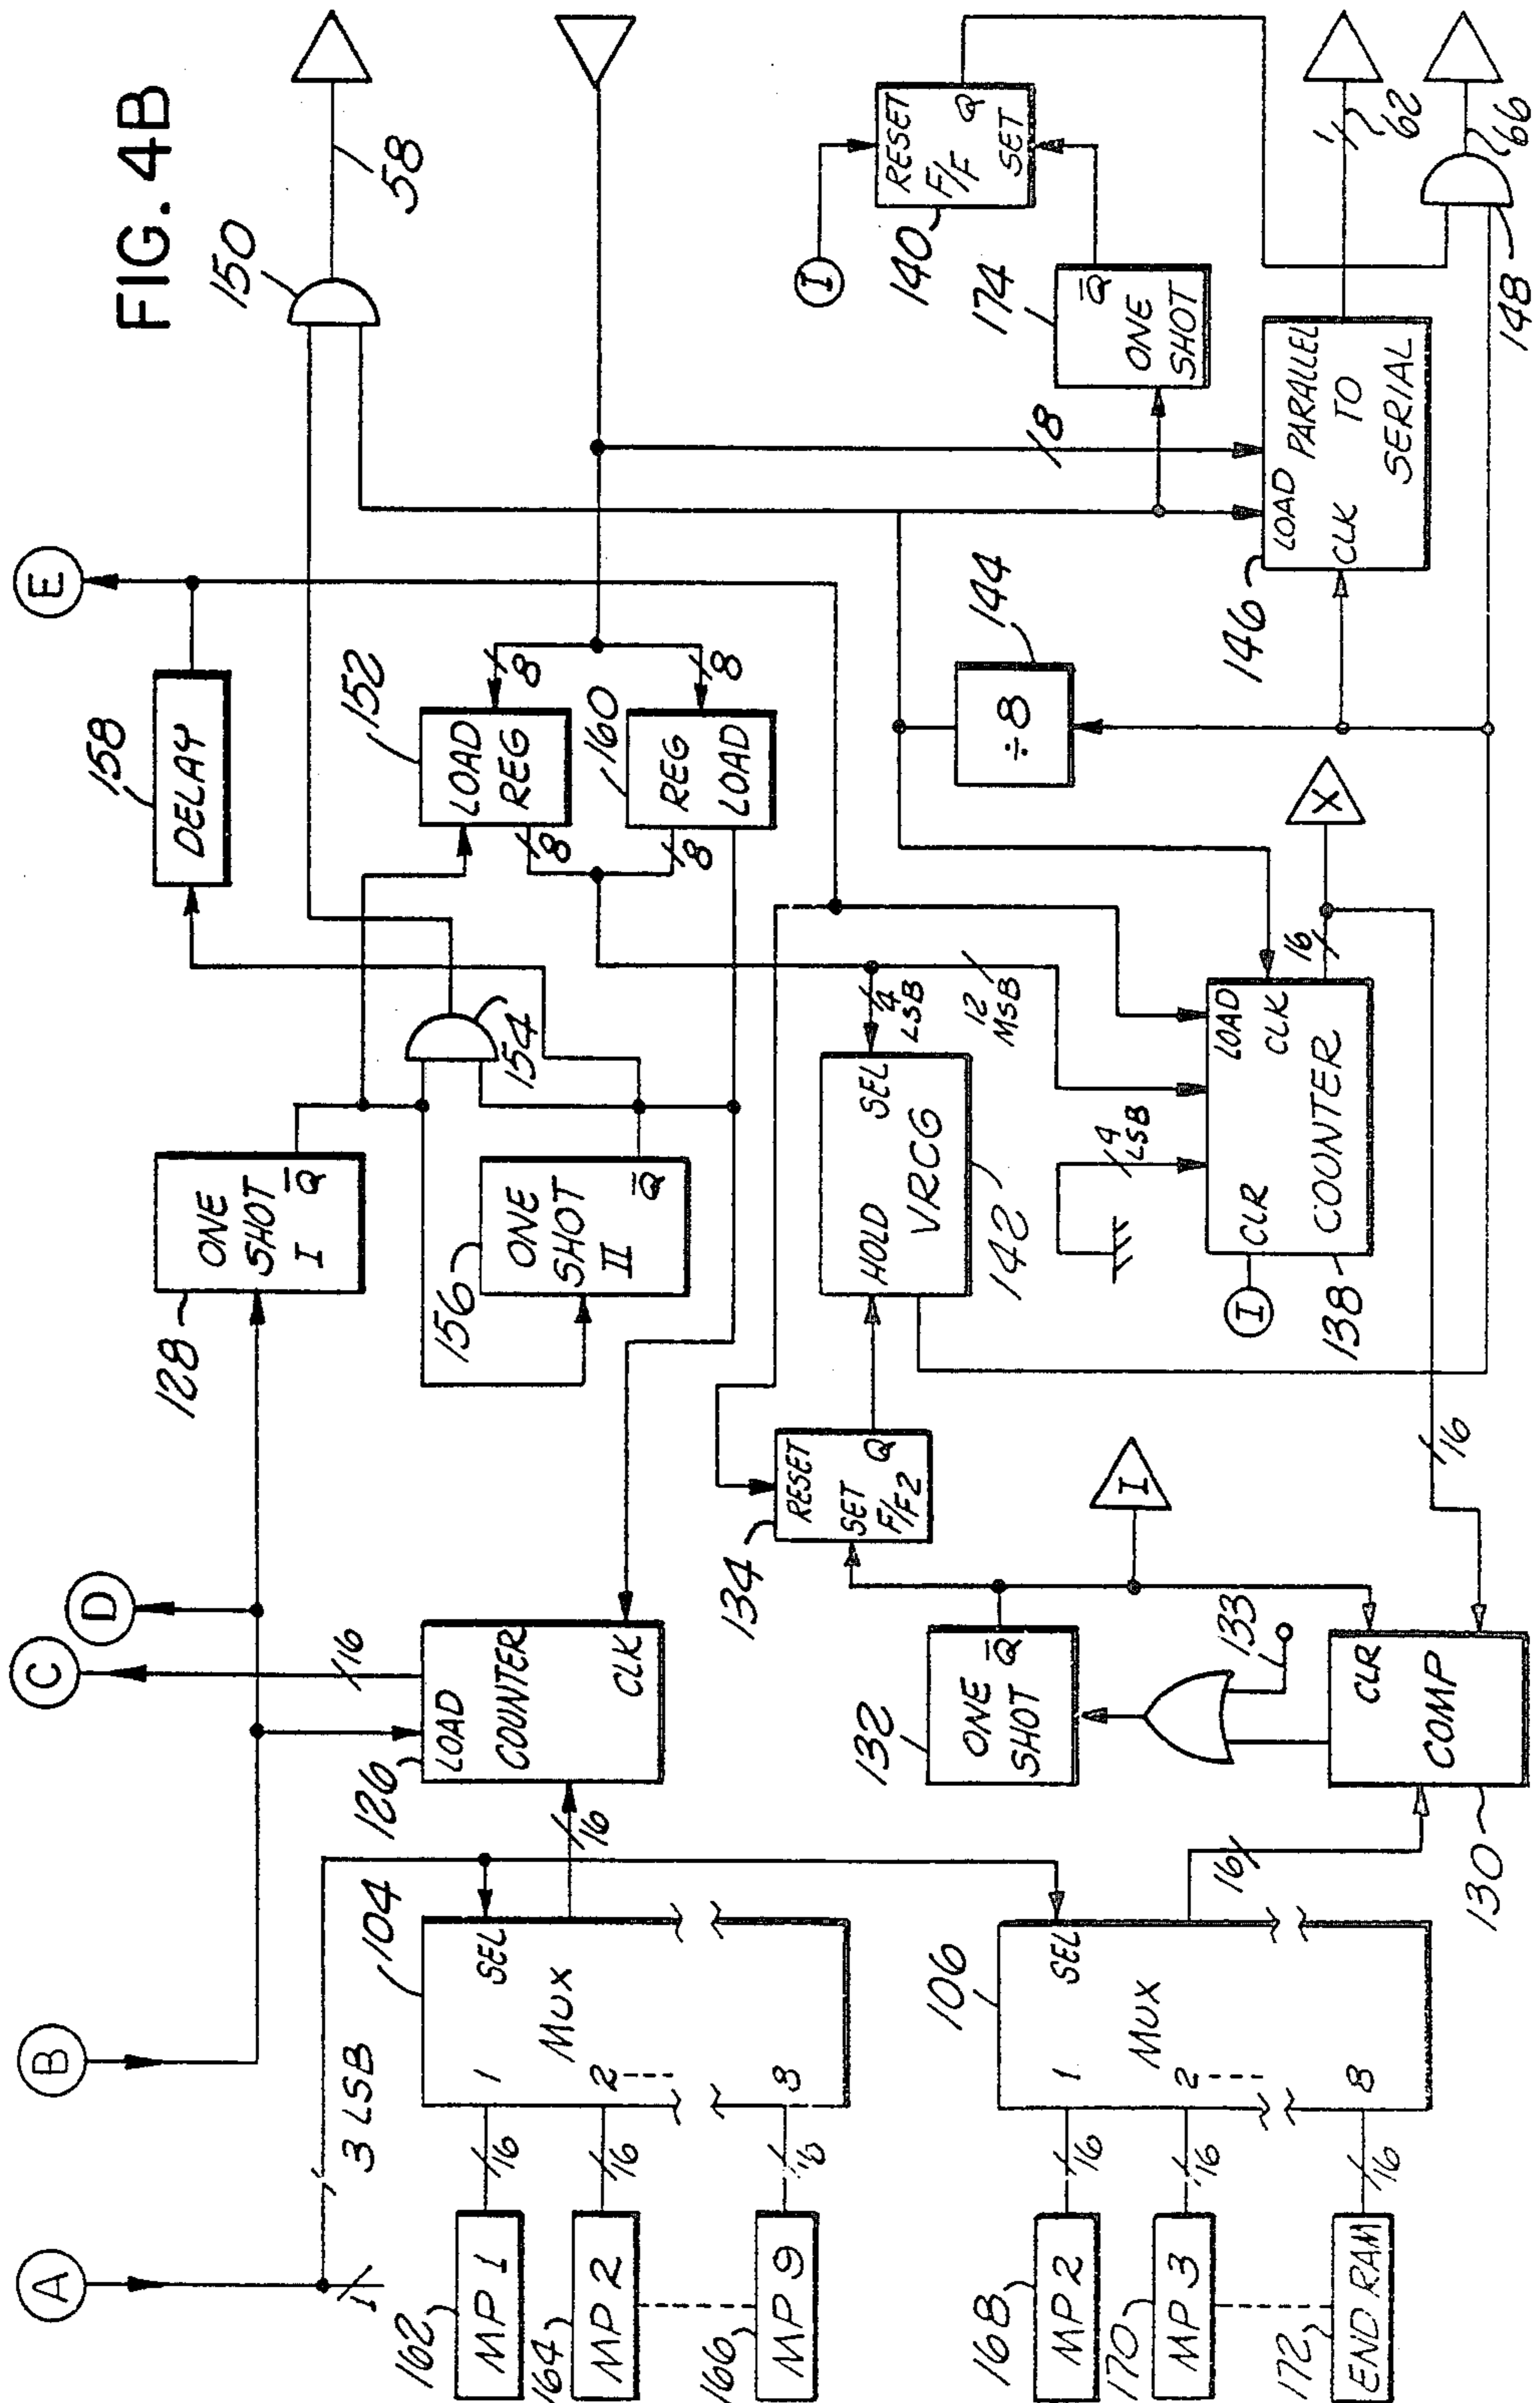 FIG. 4B
A
B
C
D
E
3 LSB
1
162
MP 1
16
164
MP 2
16
166
MP 9
104
SEL
1
MUX
2
8
16
126
LOAD
COUNTER
CLK
16
128
ONE
SHOT
I Q̅
156
ONE
SHOT
II
Q̅
154
158
DELAY
152
LOAD
REG
8
8
160
REG
LOAD
8
8
150
58
168
MP 2
16
170
MP 3
16
172
END RAM
16
106
SEL
1
MUX
2
8
16
130
CLR
COMP
133
132
ONE
SHOT Q̅
I
134
RESET
SET Q
F/F 2
142
HOLD SEL
VRCG
4
LSB
12
MSB
4
LSB
I
138
CLR
LOAD
CLK
COUNTER
16
16
X
144
÷8
146
LOAD
PARALLEL
TO
SERIAL
CLK
8
174
Q̅
ONE
SHOT
I
140
RESET
F/F Q
SET
62
66
148